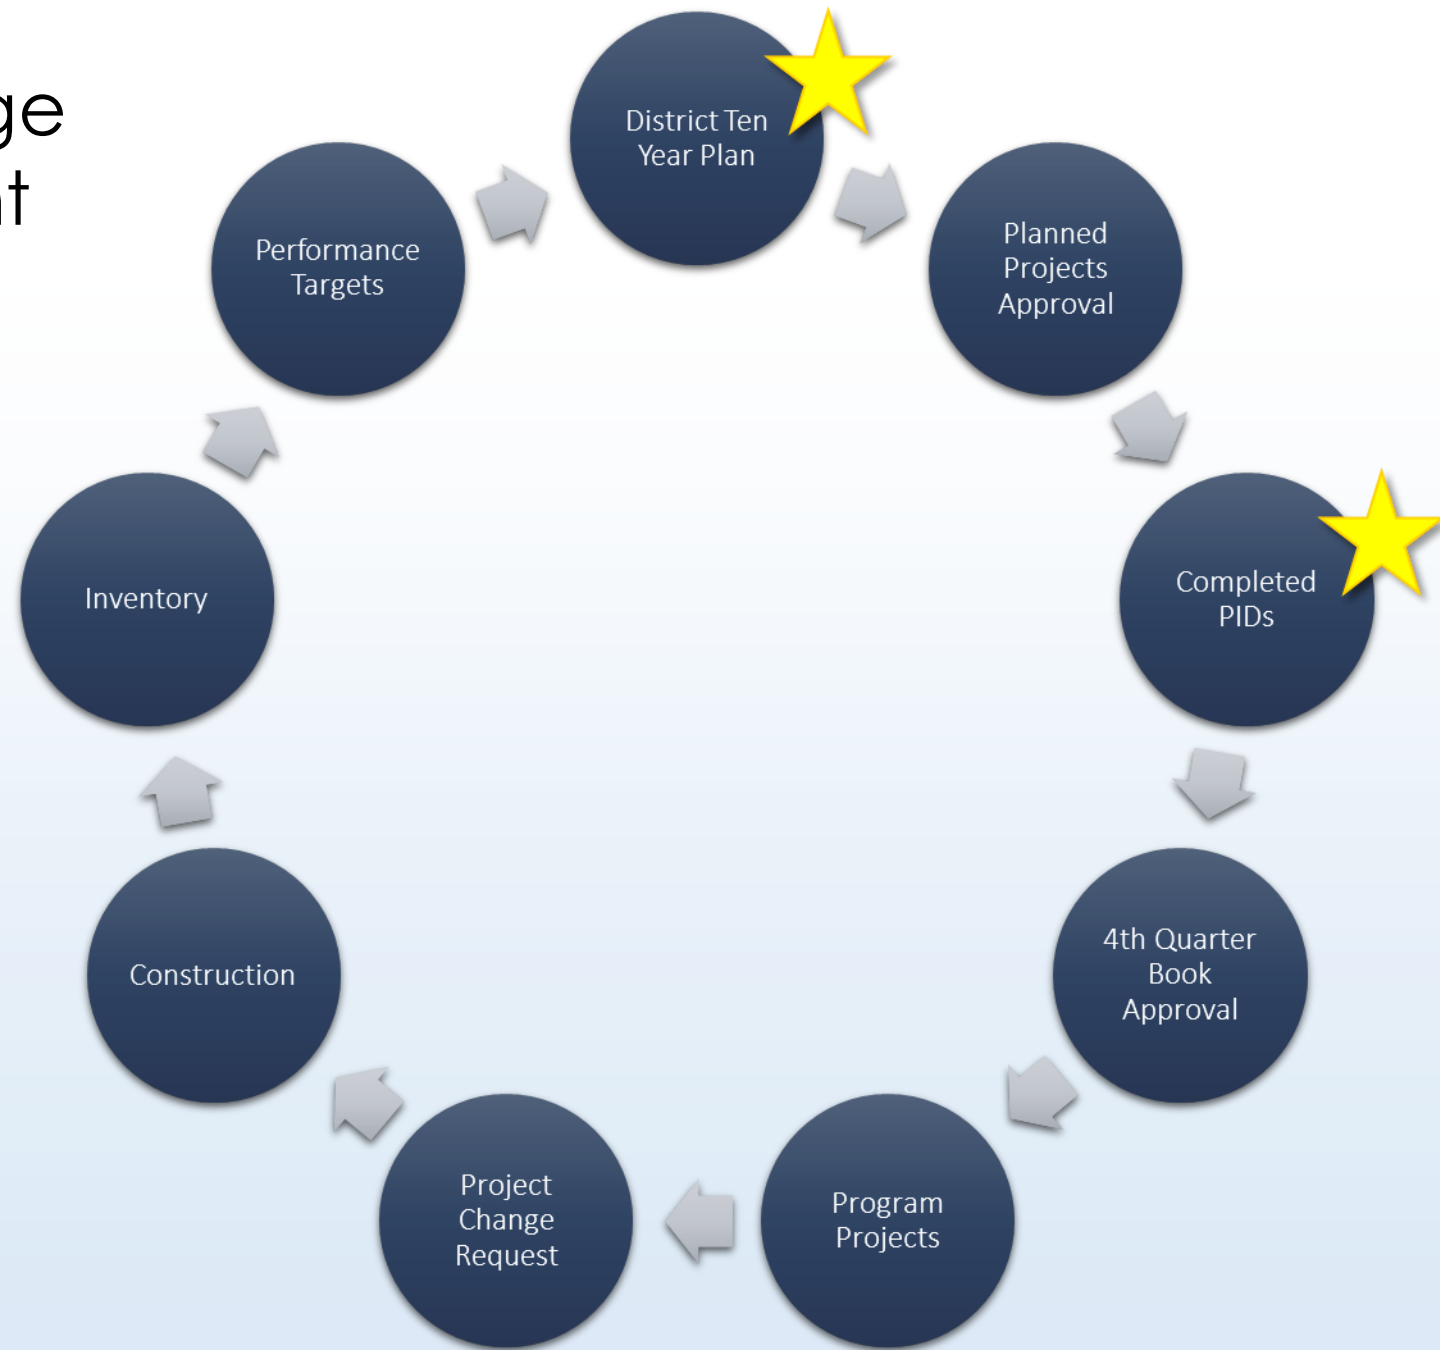 District Ten
Year Plan
Planned
Projects
Approval
Completed
PIDs
4th Quarter
Book
Approval
Program
Projects
Project
Change
Request
Construction
Inventory
Performance
Targets